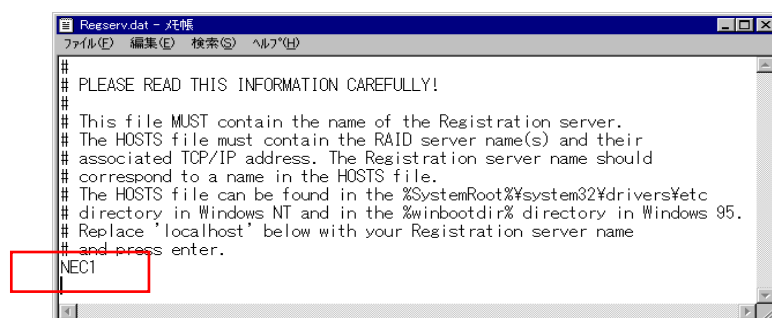 Regserv.dat - メモ帳
ファイル(F) 編集(E) 検索(S) ヘルプ(H)
#
# PLEASE READ THIS INFORMATION CAREFULLY!
#
# This file MUST contain the name of the Registration server.
# The HOSTS file must contain the RAID server name(s) and their
# associated TCP/IP address. The Registration server name should
# correspond to a name in the HOSTS file.
# The HOSTS file can be found in the %SystemRoot%¥system32¥drivers¥etc
# directory in Windows NT and in the %winbootdir% directory in Windows 95.
# Replace 'localhost' below with your Registration server name
# and press enter.
NEC1